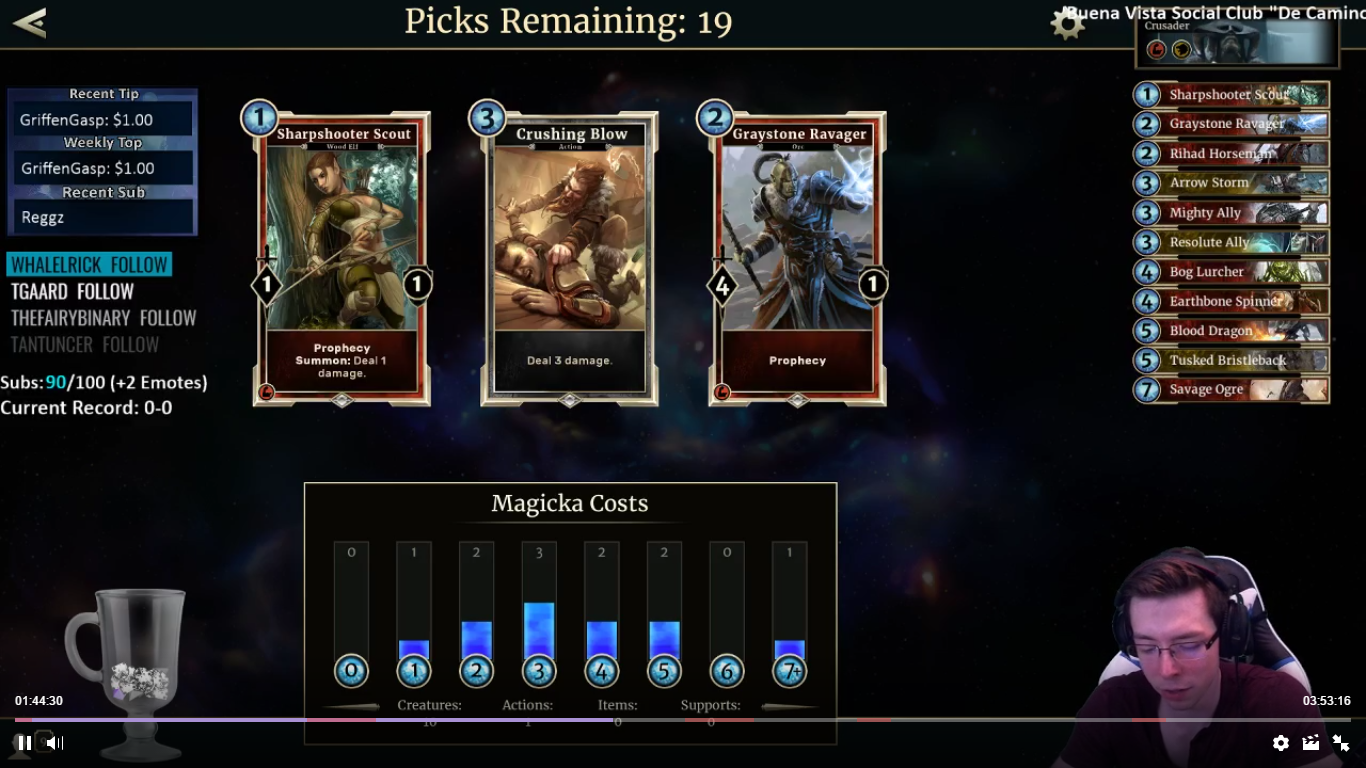 Picks Remaining: 19
Buena Vista Social Club "De Camino
Crusader
Recent Tip
GriffenGasp: $1.00
Weekly Top
GriffenGasp: $1.00
Recent Sub
Reggz
WHALELRICK FOLLOW
TGAARD FOLLOW
THEFAIRYBINARY FOLLOW
TANTUNCER FOLLOW
Subs:90/100 (+2 Emotes)
Current Record: 0-0
1
Sharpshooter Scout
Wood Elf
1
1
Prophecy
Summon: Deal 1
damage.
3
Crushing Blow
Action
Deal 3 damage.
2
Graystone Ravager
Orc
4
1
Prophecy
1 Sharpshooter Scout
2 Graystone Ravager
2 Rihad Horseman
3 Arrow Storm
3 Mighty Ally
3 Resolute Ally
4 Bog Lurcher
4 Earthbone Spinner
5 Blood Dragon
5 Tusked Bristleback
7 Savage Ogre
Magicka Costs
0 1 2 3 2 2 0 1
0 1 2 3 4 5 6 7+
Creatures: Actions: Items: Supports:
10 1 0 0
01:44:30
03:53:16